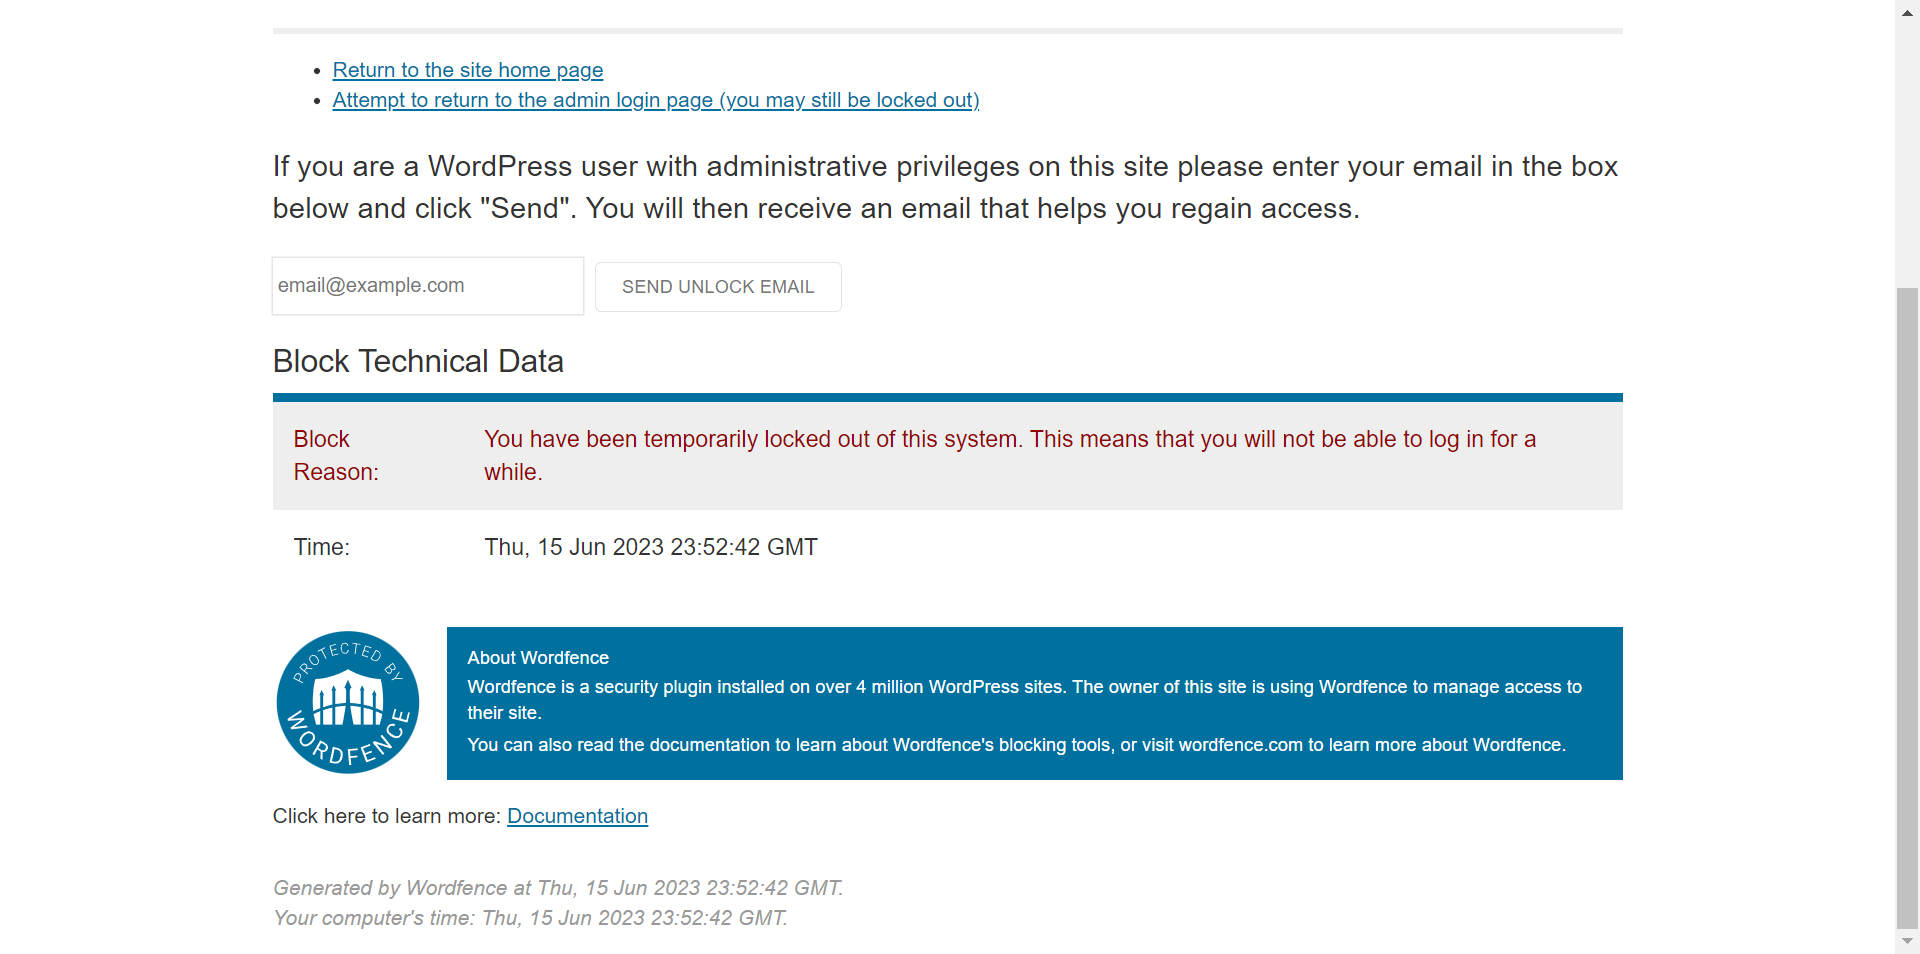 Return to the site home page
Attempt to return to the admin login page (you may still be locked out)
If you are a WordPress user with administrative privileges on this site please enter your email in the box
below and click "Send". You will then receive an email that helps you regain access.
email@example.com
SEND UNLOCK EMAIL
Block Technical Data
Block Reason:
You have been temporarily locked out of this system. This means that you will not be able to log in for a
while.
Time:
Thu, 15 Jun 2023 23:52:42 GMT
PROTECTED BY
WORDFENCE
About Wordfence
Wordfence is a security plugin installed on over 4 million WordPress sites. The owner of this site is using Wordfence to manage access to
their site.
You can also read the documentation to learn about Wordfence's blocking tools, or visit wordfence.com to learn more about Wordfence.
Click here to learn more: Documentation
Generated by Wordfence at Thu, 15 Jun 2023 23:52:42 GMT.
Your computer's time: Thu, 15 Jun 2023 23:52:42 GMT.